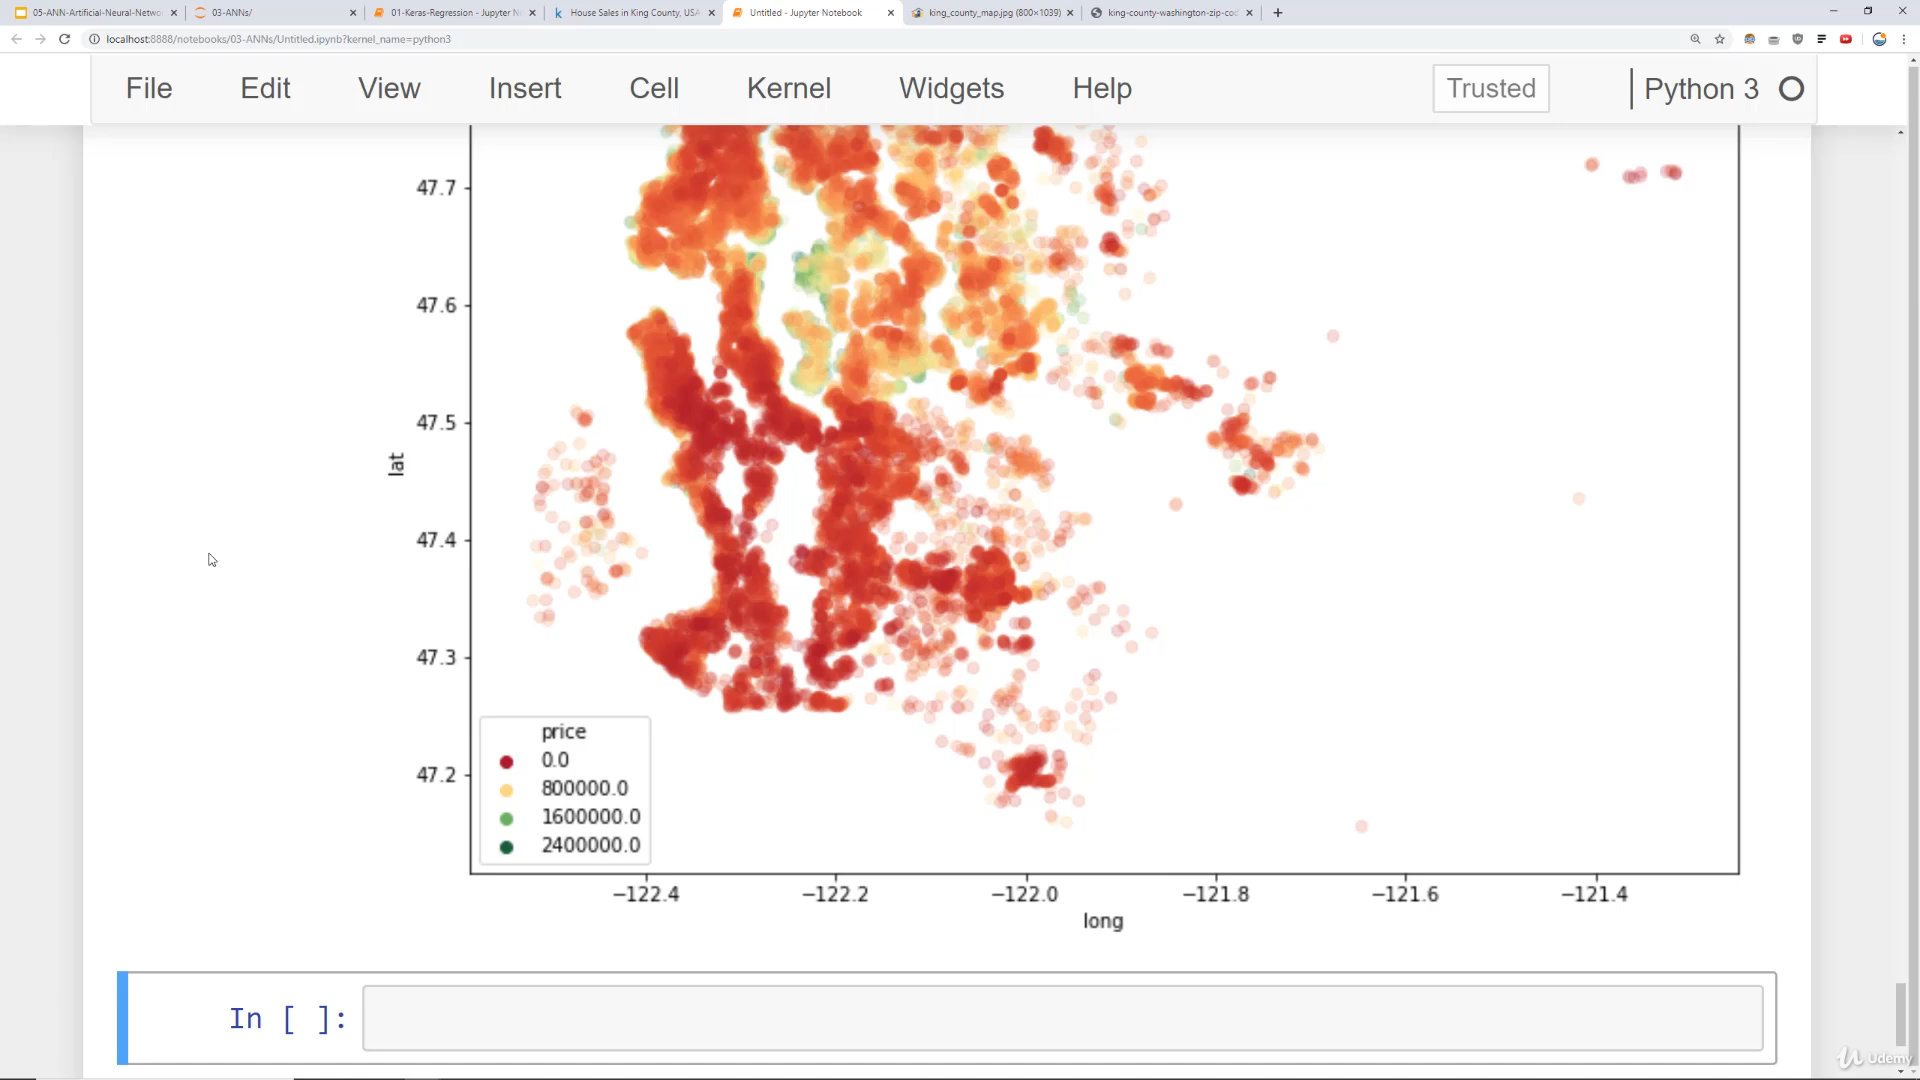 05-ANN-Artificial-Neural-Netwo
03-ANNs/
01-Keras-Regression - Jupyter N
House Sales in King County, USA
Untitled - Jupyter Notebook
king_county_map.jpg (800×1039)
king-county-washington-zip-cod
localhost:8888/notebooks/03-ANNs/Untitled.ipynb?kernel_name=python3
File Edit View Insert Cell Kernel Widgets Help Trusted Python 3
47.7
47.6
47.5
lat
47.4
47.3
47.2
price
0.0
800000.0
1600000.0
2400000.0
−122.4 −122.2 −122.0 −121.8 −121.6 −121.4
long
In [ ]:
Udemy